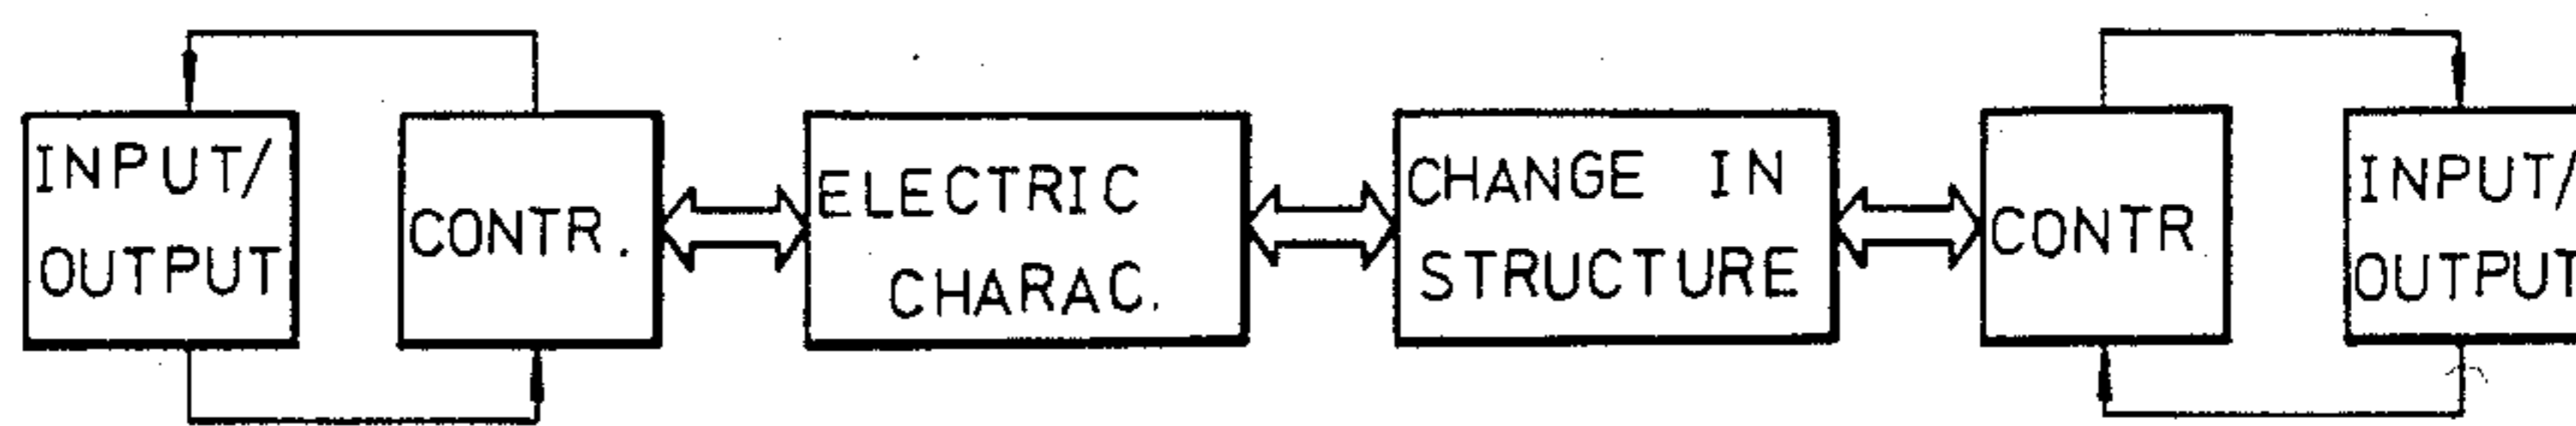 INPUT/
OUTPUT
CONTR.
ELECTRIC
CHARAC.
CHANGE IN
STRUCTURE
CONTR
INPUT/
OUTPUT